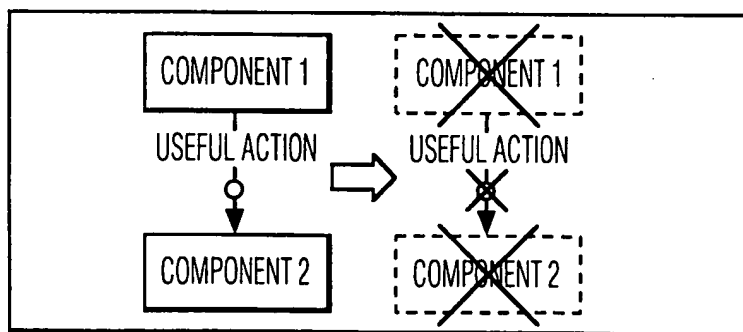 COMPONENT 1
COMPONENT 1
USEFUL ACTION
USEFUL ACTION
COMPONENT 2
COMPONENT 2